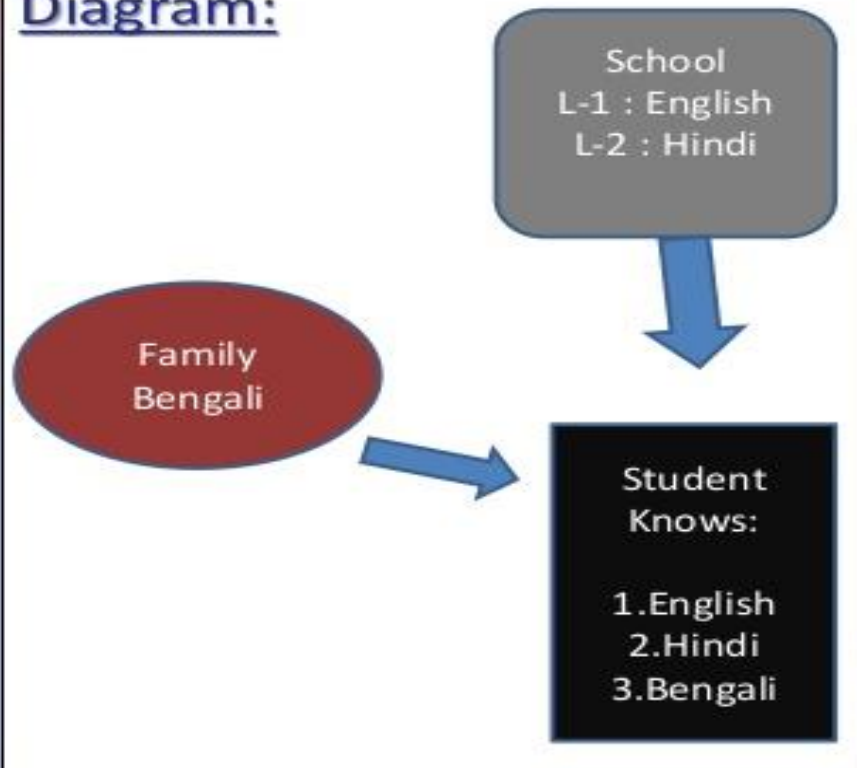 Diagram:
School
L-1 : English
L-2 : Hindi
Family
Bengali
Student
Knows:
1.English
2.Hindi
3.Bengali